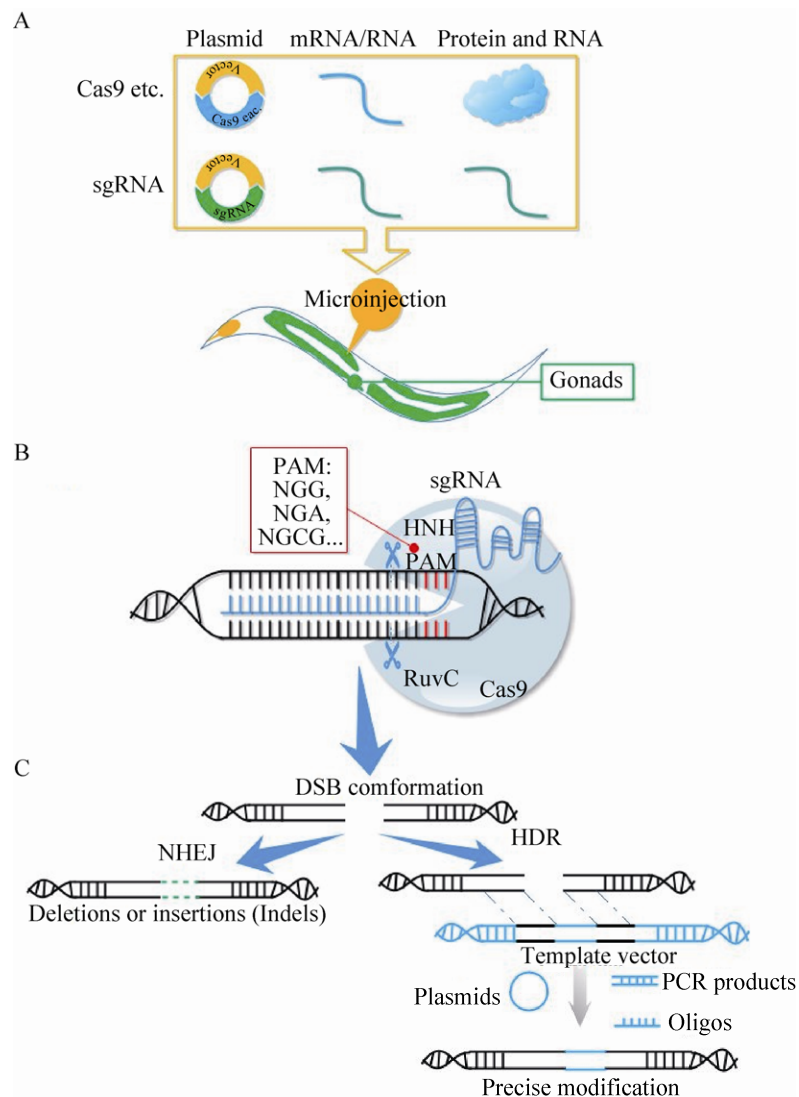 A
Plasmid mRNA/RNA Protein and RNA
Cas9 etc.
Vector
Cas9 eac.
sgRNA
Vector
sgRNA
Microinjection
Gonads
B
PAM:
NGG,
NGA,
NGCG...
sgRNA
HNH
PAM
RuvC
Cas9
C
DSB comformation
NHEJ
HDR
Deletions or insertions (Indels)
Template vector
Plasmids
PCR products
Oligos
Precise modification